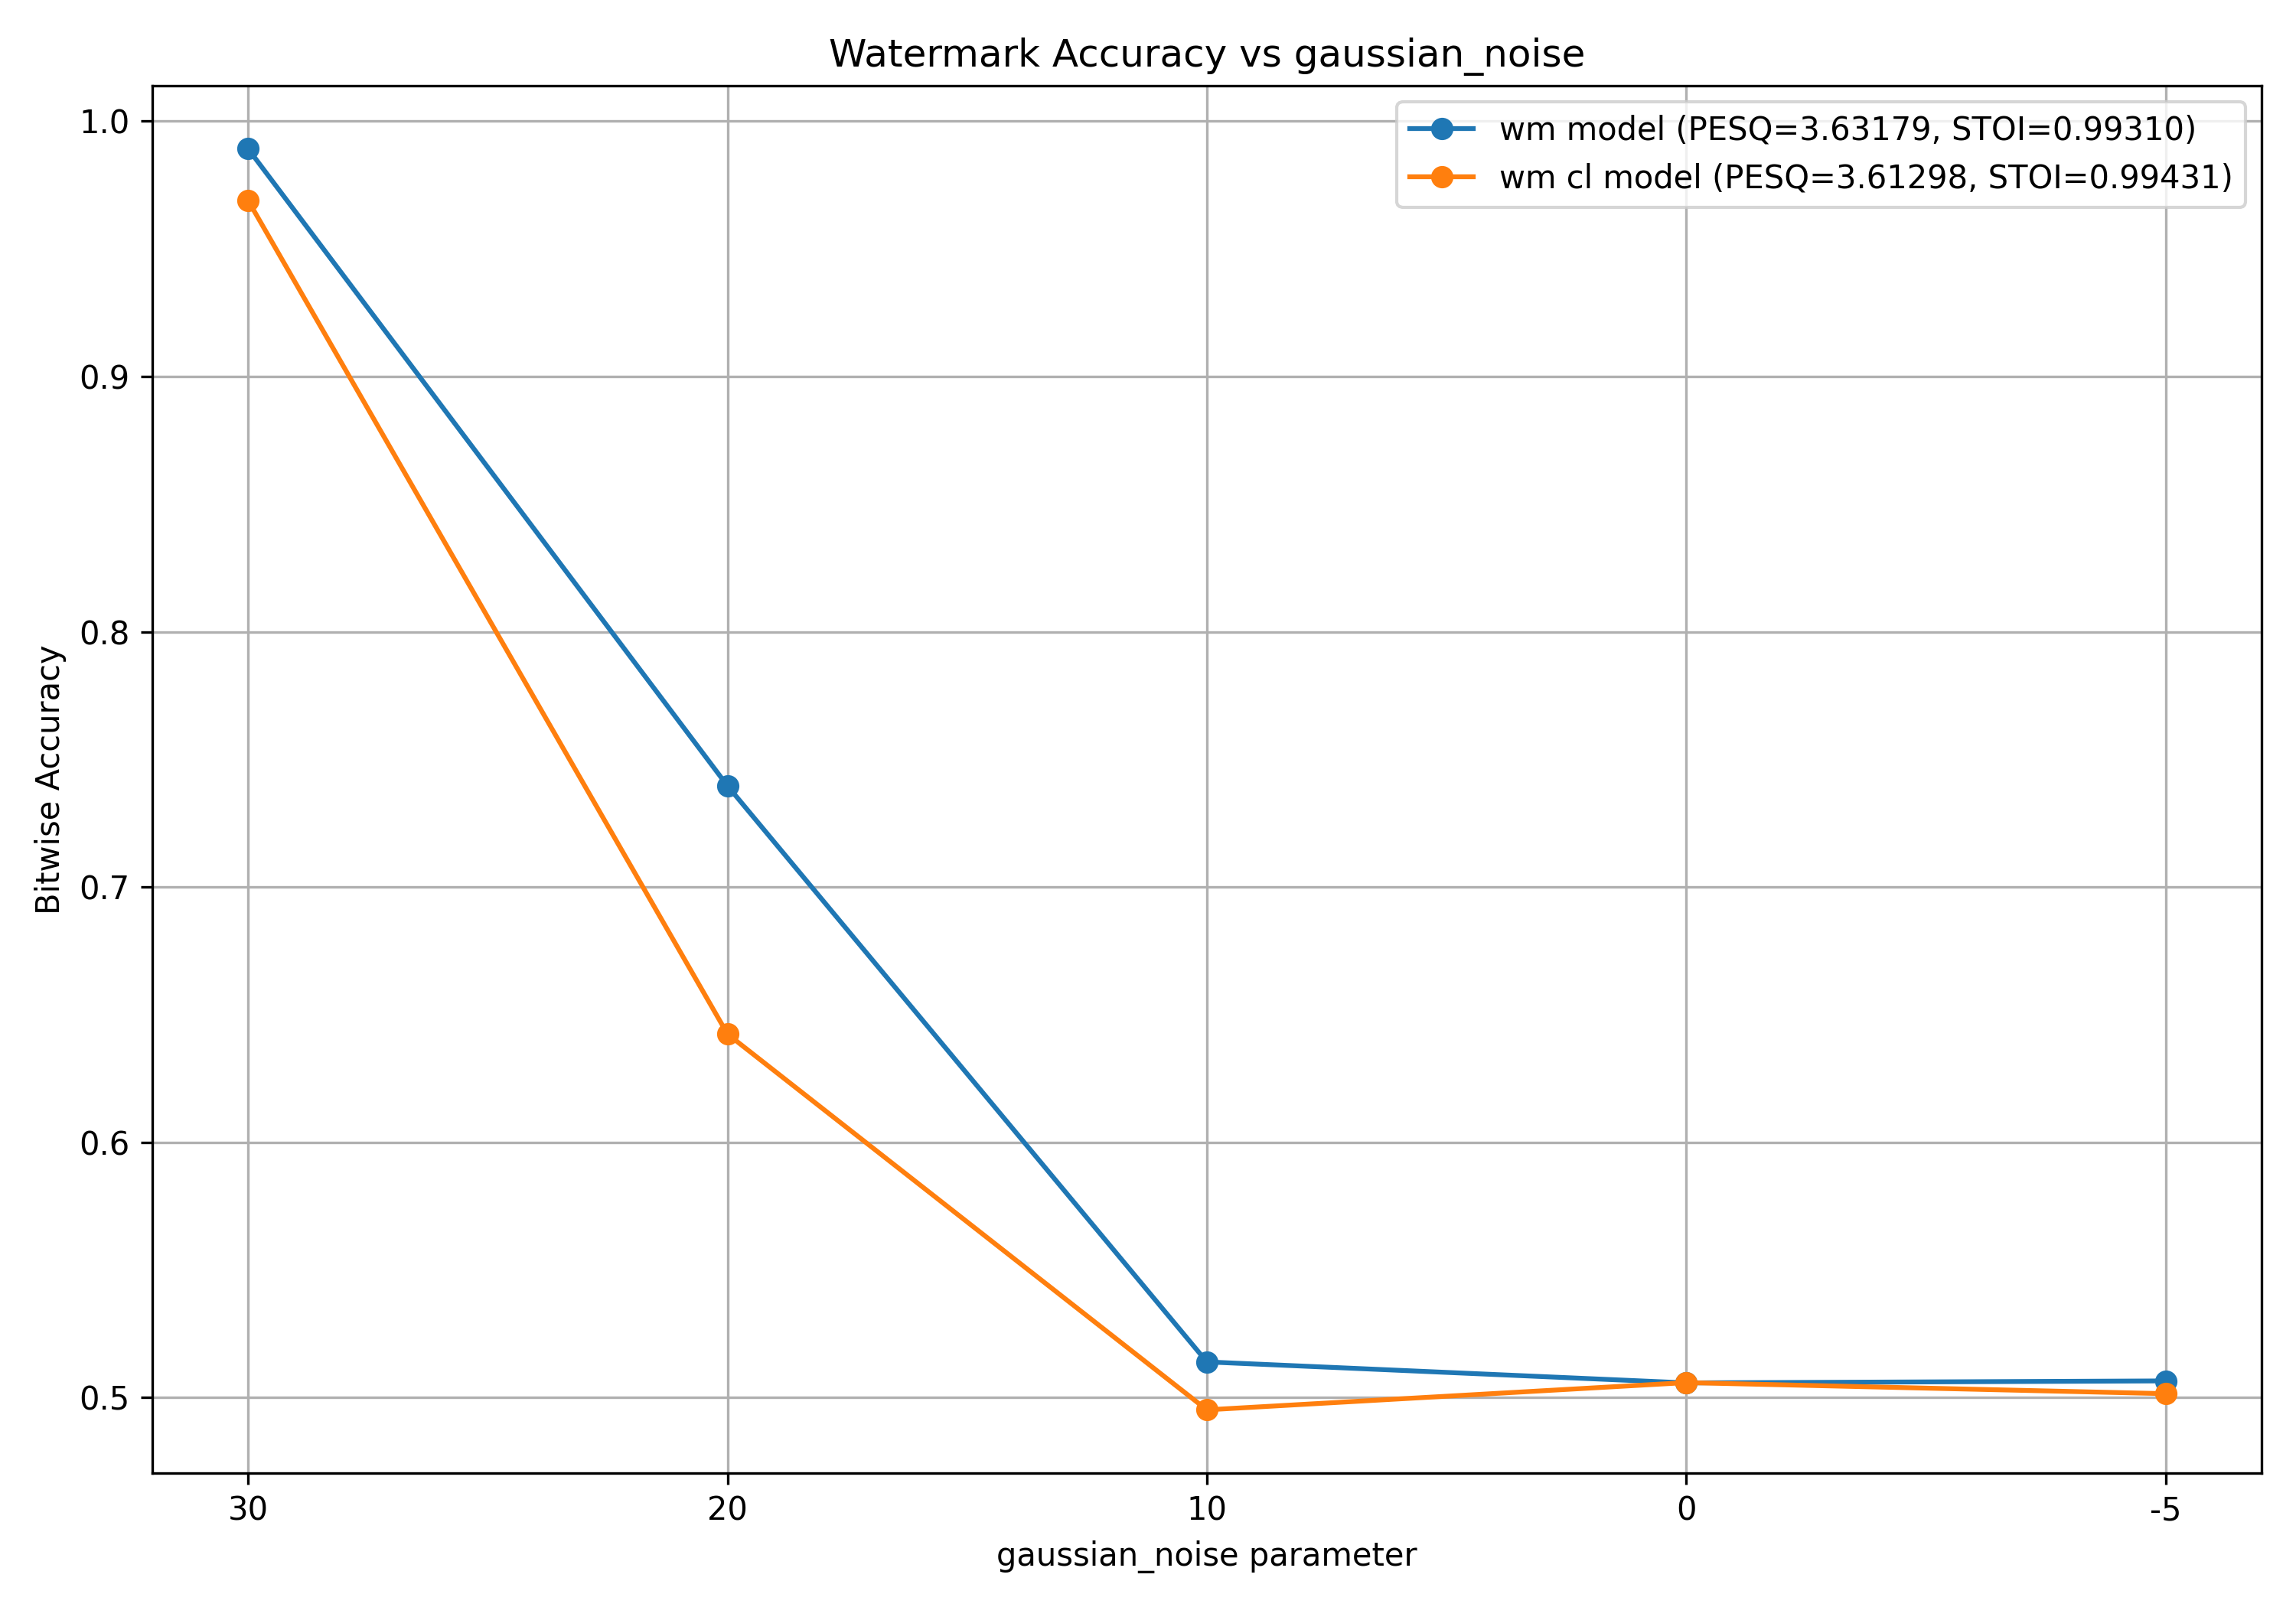 Watermark Accuracy vs gaussian_noise
wm model (PESQ=3.63179, STOI=0.99310)
wm cl model (PESQ=3.61298, STOI=0.99431)
Bitwise Accuracy
1.0
0.9
0.8
0.7
0.6
0.5
30 20 10 0 -5
gaussian_noise parameter